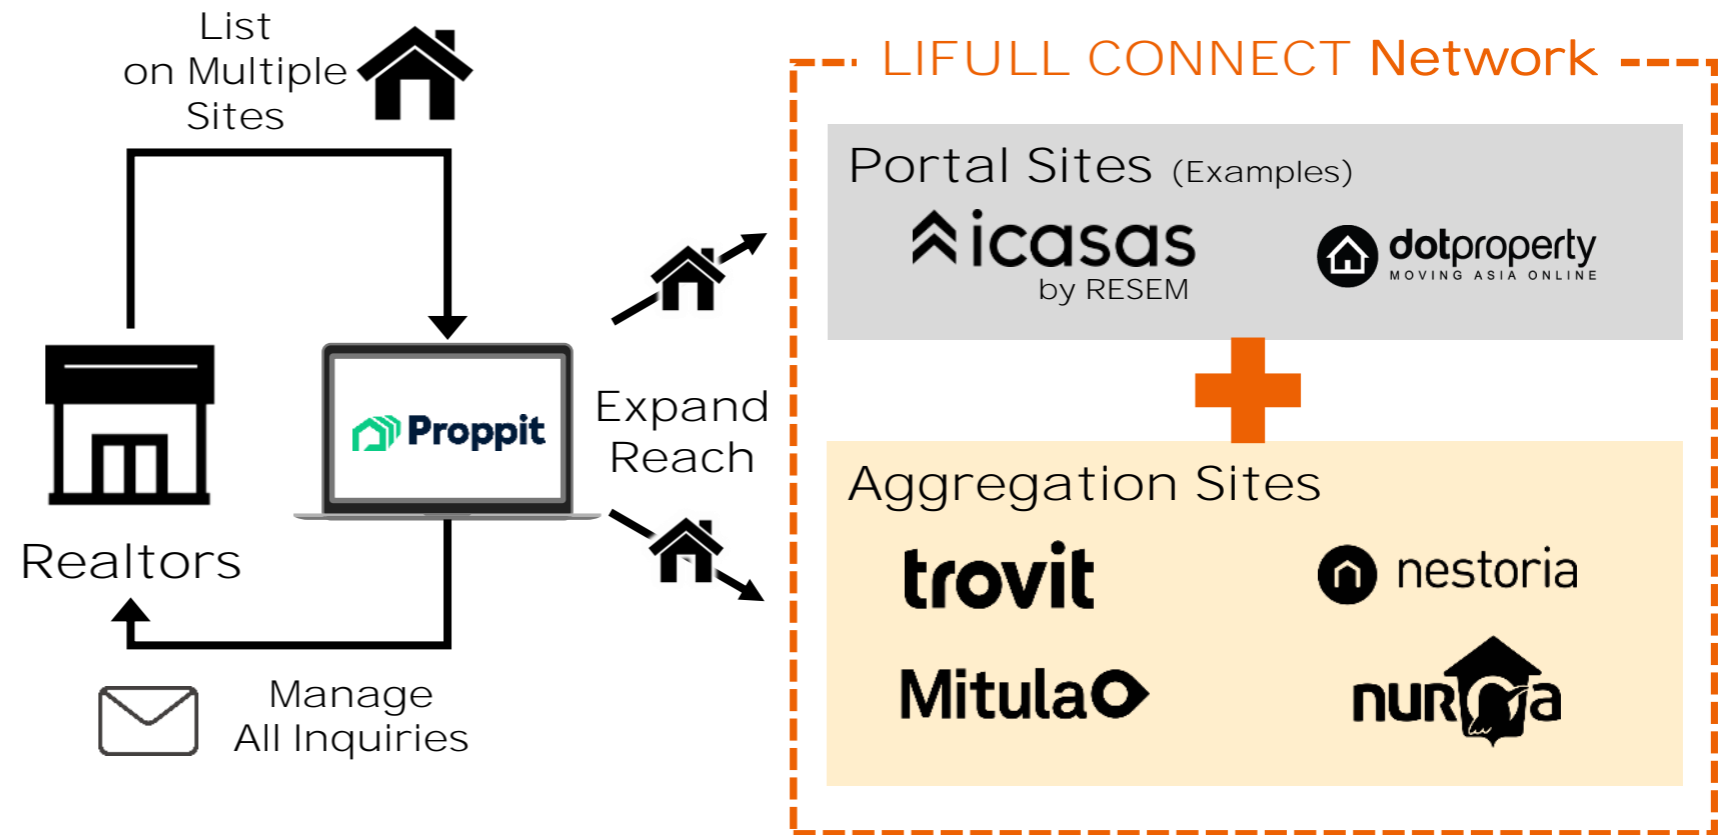 List
on Multiple
Sites
Realtors
Proppit
Manage
All Inquiries
Expand
Reach
LIFULL CONNECT Network
Portal Sites (Examples)
icasas
by RESEM
dotproperty
MOVING ASIA ONLINE
Aggregation Sites
trovit
nestoria
Mitula
nuroa